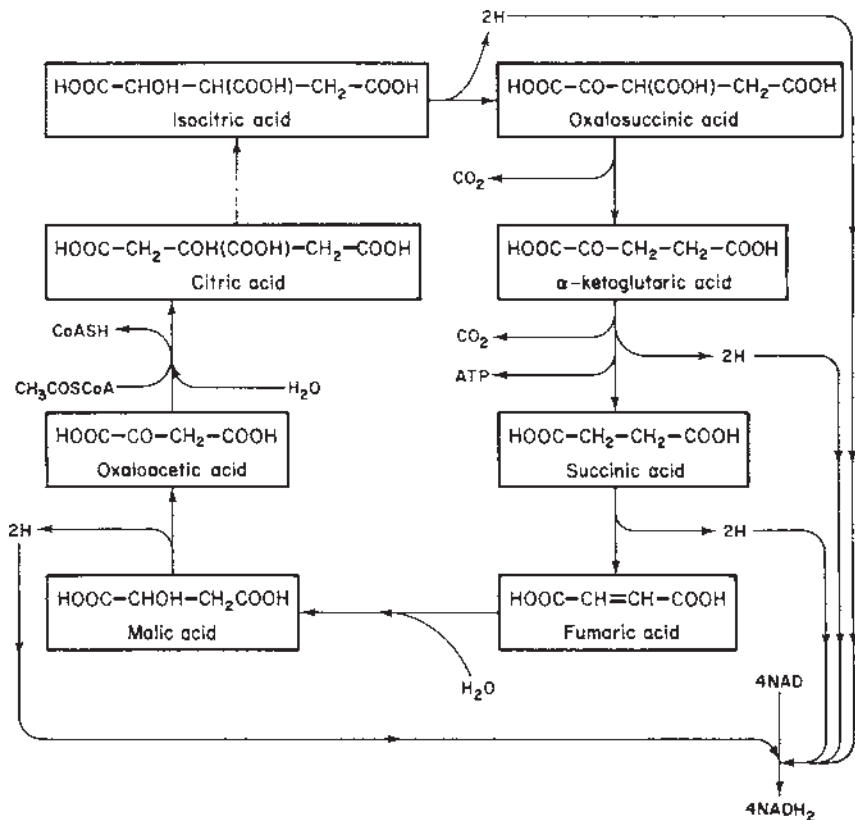 2H
HOOC-CHOH-CH(COOH)-CH₂-COOH
Isocitric acid
HOOC-CO-CH(COOH)-CH₂-COOH
Oxalosuccinic acid
CO₂
HOOC-CH₂-COH(COOH)-CH₂-COOH
Citric acid
HOOC-CO-CH₂-CH₂-COOH
α-ketoglutaric acid
CoASH
CH₃COSCoA
H₂O
CO₂
2H
ATP
HOOC-CO-CH₂-COOH
Oxaloacetic acid
HOOC-CH₂-CH₂-COOH
Succinic acid
2H
2H
HOOC-CHOH-CH₂COOH
Malic acid
HOOC-CH=CH-COOH
Fumaric acid
H₂O
4NAD
4NADH₂